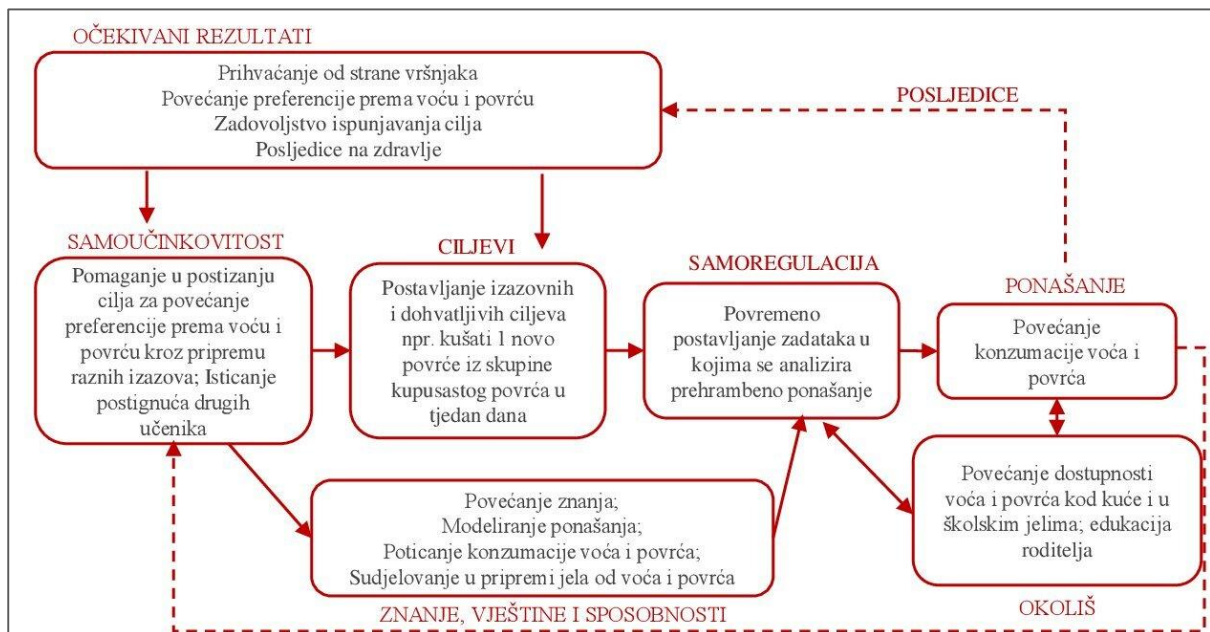 OČEKIVANI REZULTATI
Prihvaćanje od strane vršnjaka
Povećanje preferencije prema voću i povrću
Zadovoljstvo ispunjavanja cilja
Posljedice na zdravlje
POSLJEDICE
SAMOUČINKOVITOST
Pomaganje u postizanju
cilja za povećanje
preferencije prema voću i
povrću kroz pripremu
raznih izazova; Isticanje
postignuća drugih
učenika
CILJEVI
Postavljanje izazovnih
i dohvatljivih ciljeva
npr. kušati 1 novo
povrće iz skupine
kupusastog povrća u
tjedan dana
SAMOREGULACIJA
Povremeno
postavljanje zadataka u
kojima se analizira
prehrambeno ponašanje
PONAŠANJE
Povećanje
konzumacije voća i
povrća
Povećanje znanja;
Modeliranje ponašanja;
Poticanje konzumacije voća i povrća;
Sudjelovanje u pripremi jela od voća i povrća
ZNANJE, VJEŠTINE I SPOSOBNOSTI
Povećanje dostupnosti
voća i povrća kod kuće i u
školskim jelima; edukacija
roditelja
OKOLIŠ